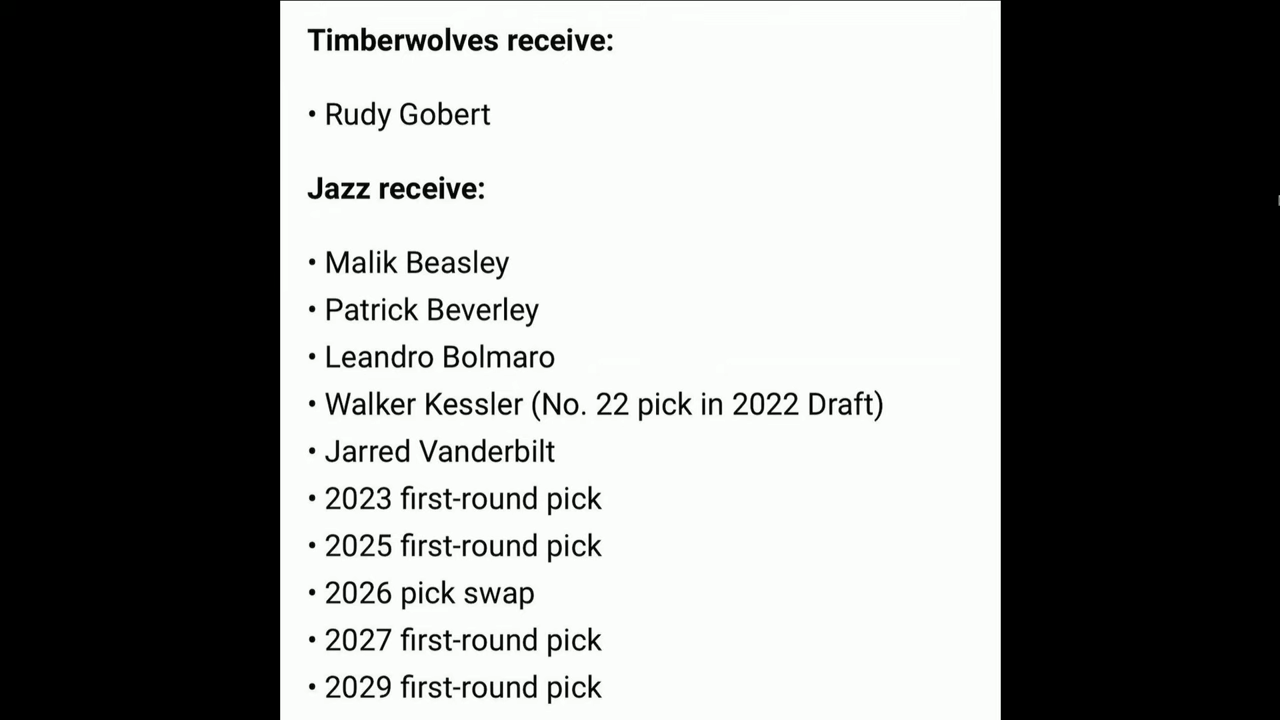 Timberwolves receive:
• Rudy Gobert
Jazz receive:
• Malik Beasley
• Patrick Beverley
• Leandro Bolmaro
• Walker Kessler (No. 22 pick in 2022 Draft)
• Jarred Vanderbilt
• 2023 first-round pick
• 2025 first-round pick
• 2026 pick swap
• 2027 first-round pick
• 2029 first-round pick